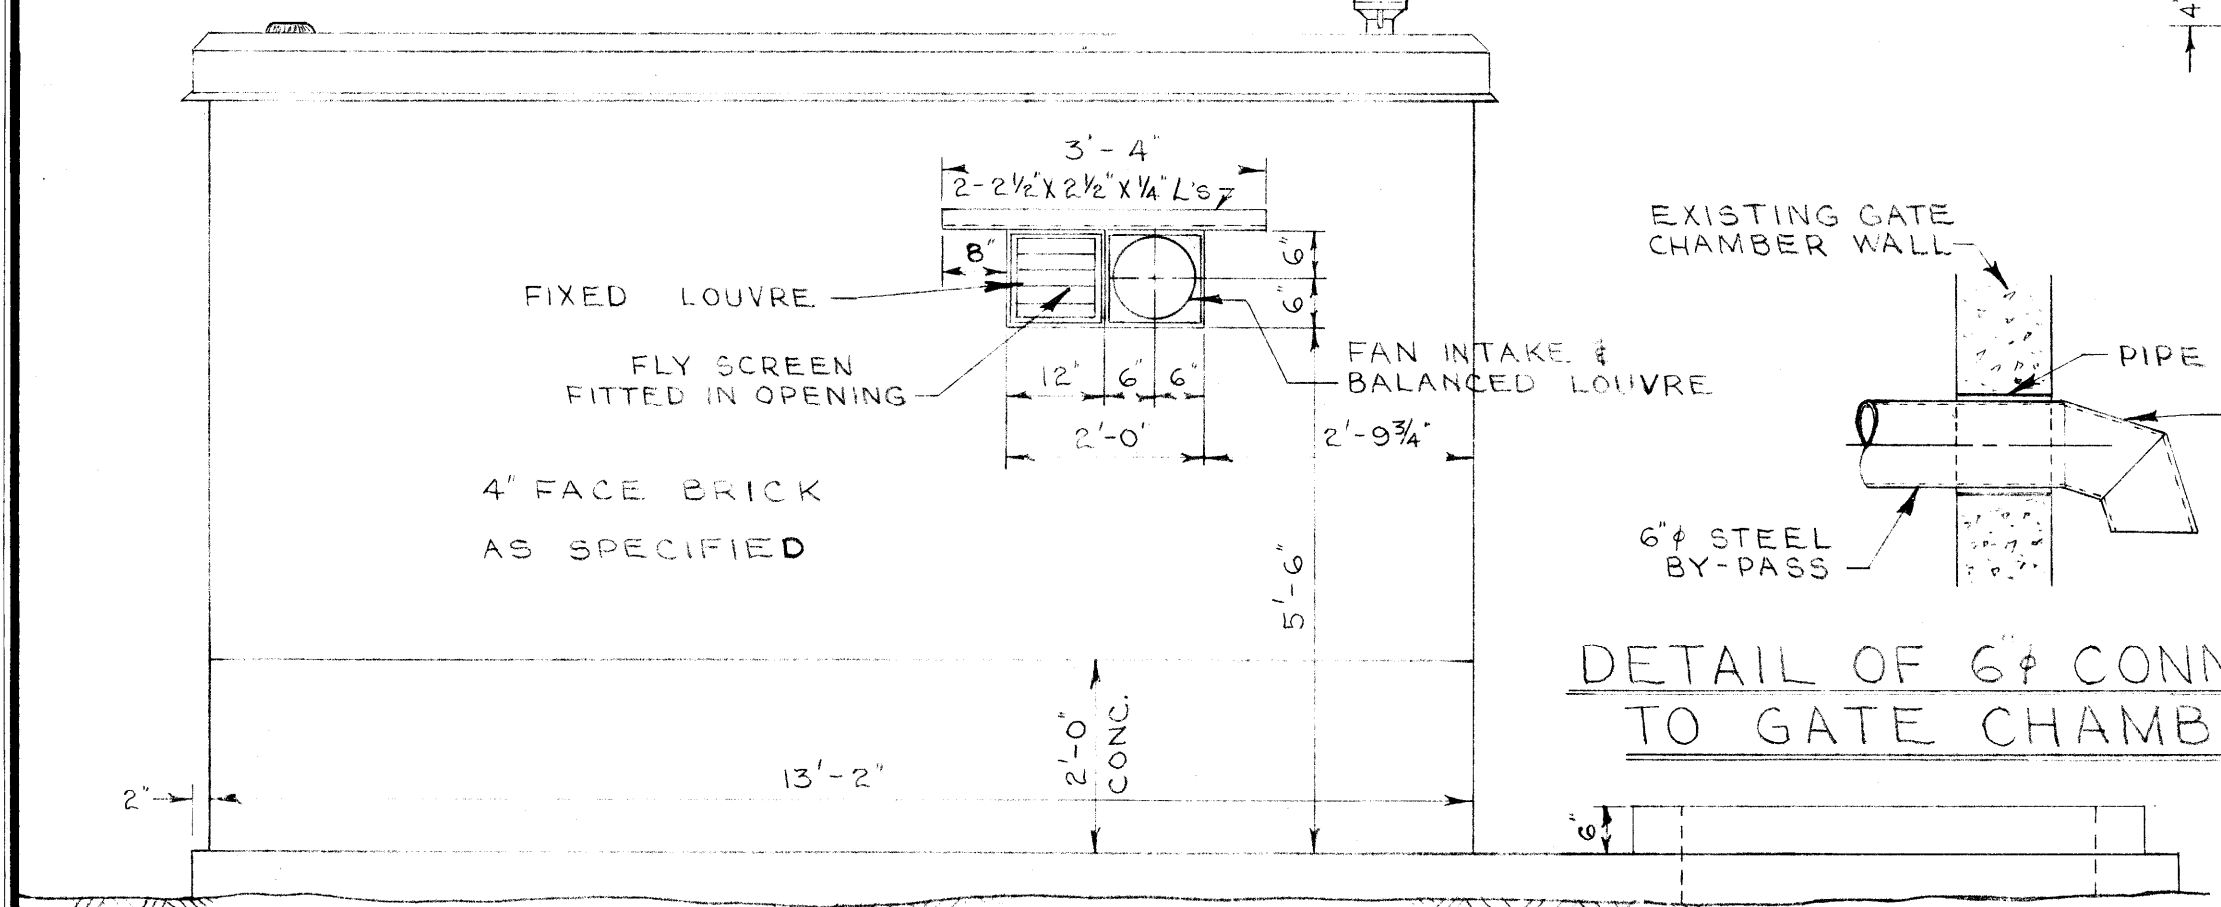 4"
3'-4"
2-2½" X 2½" X ¼" L's
8"
6"
6"
FIXED LOUVRE
FLY SCREEN
FITTED IN OPENING
12" 6" 6"
2'-0"
FAN INTAKE &
BALANCED LOUVRE
2'-9¾"
4" FACE BRICK
AS SPECIFIED
5'-6"
2'-0"
CONC.
13'-2"
2"
EXISTING GATE
CHAMBER WALL
PIPE
6"φ STEEL
BY-PASS
DETAIL OF 6"φ CONN
TO GATE CHAMB
6"